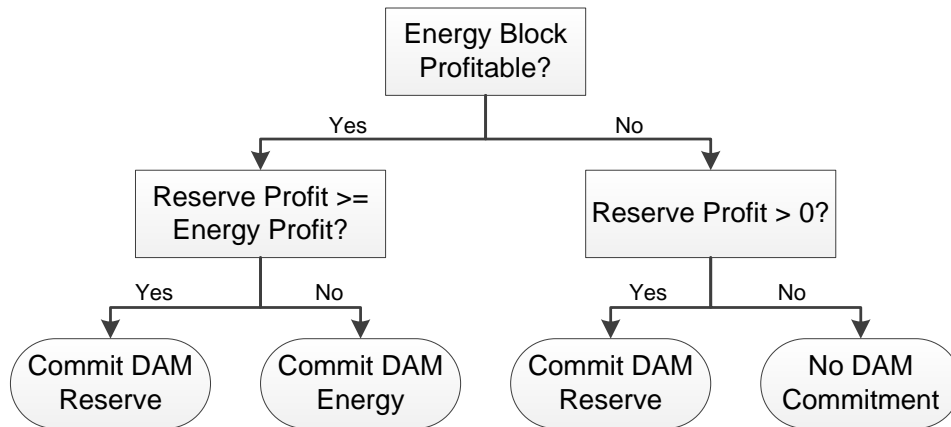 Energy Block
Profitable?
Yes
No
Reserve Profit >=
Energy Profit?
Reserve Profit > 0?
Yes
No
Yes
No
Commit DAM
Reserve
Commit DAM
Energy
Commit DAM
Reserve
No DAM
Commitment